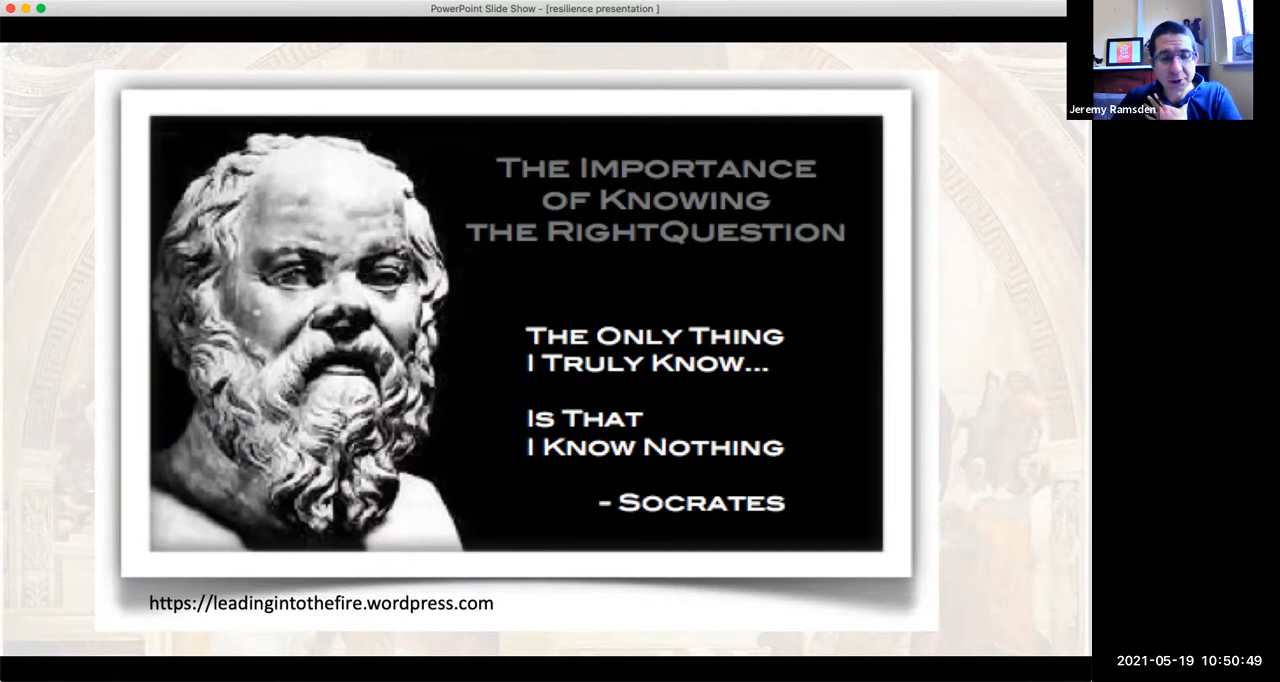 PowerPoint Slide Show - [resilience presentation ]
Jeremy Ramsden
The Importance
of Knowing
the RightQuestion
The Only Thing
I Truly Know...
Is That
I Know Nothing
- Socrates
https://leadingintothefire.wordpress.com
2021-05-19 10:50:49